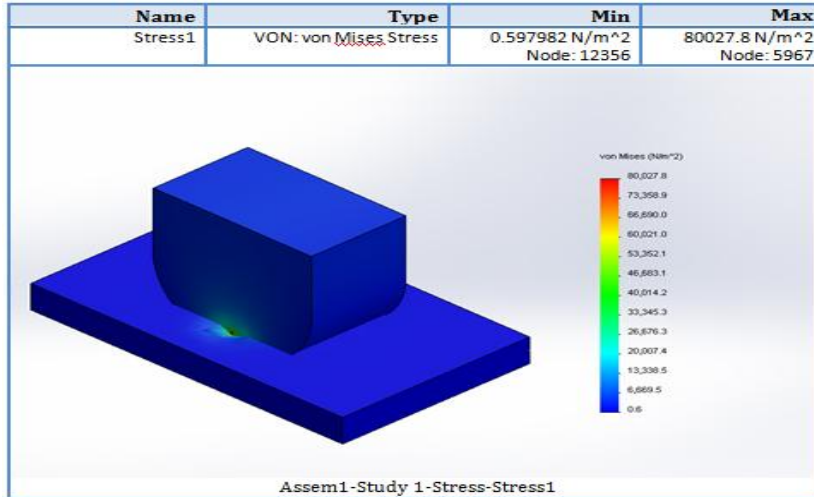 Name Type Min Max
Stress1 VON: von Mises Stress 0.597982 N/m^2 80027.8 N/m^2
Node: 12356 Node: 5967
von Mises (N/m^2)
80,027.8
73,358.9
66,690.0
60,021.0
53,352.1
46,683.1
40,014.2
33,345.3
26,676.3
20,007.4
13,338.5
6,669.5
0.6
Assem1-Study 1-Stress-Stress1